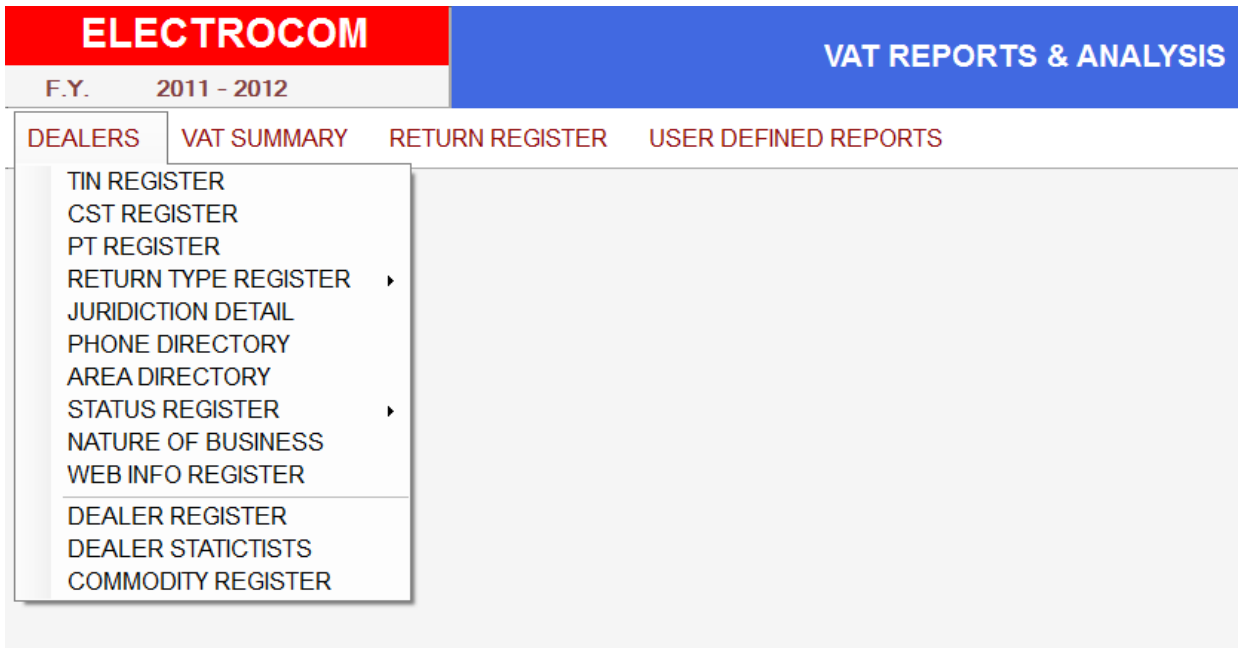 ELECTROCOM
VAT REPORTS & ANALYSIS
F.Y. 2011 - 2012
DEALERS VAT SUMMARY RETURN REGISTER USER DEFINED REPORTS
TIN REGISTER
CST REGISTER
PT REGISTER
RETURN TYPE REGISTER
JURIDICTION DETAIL
PHONE DIRECTORY
AREA DIRECTORY
STATUS REGISTER
NATURE OF BUSINESS
WEB INFO REGISTER
DEALER REGISTER
DEALER STATICTISTS
COMMODITY REGISTER